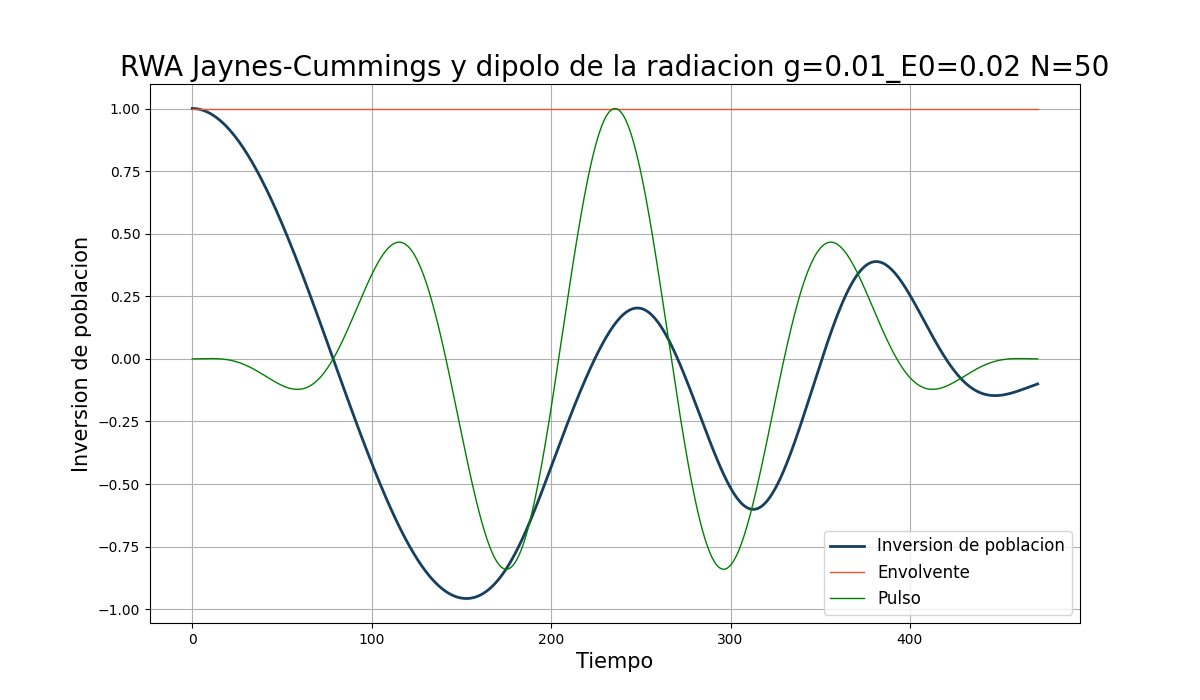 RWA Jaynes-Cummings y dipolo de la radiacion g=0.01_E0=0.02 N=50
Inversion de poblacion
1.00
0.75
0.50
0.25
0.00
−0.25
−0.50
−0.75
−1.00
Inversion de poblacion
Envolvente
Pulso
0 100 200 300 400
Tiempo